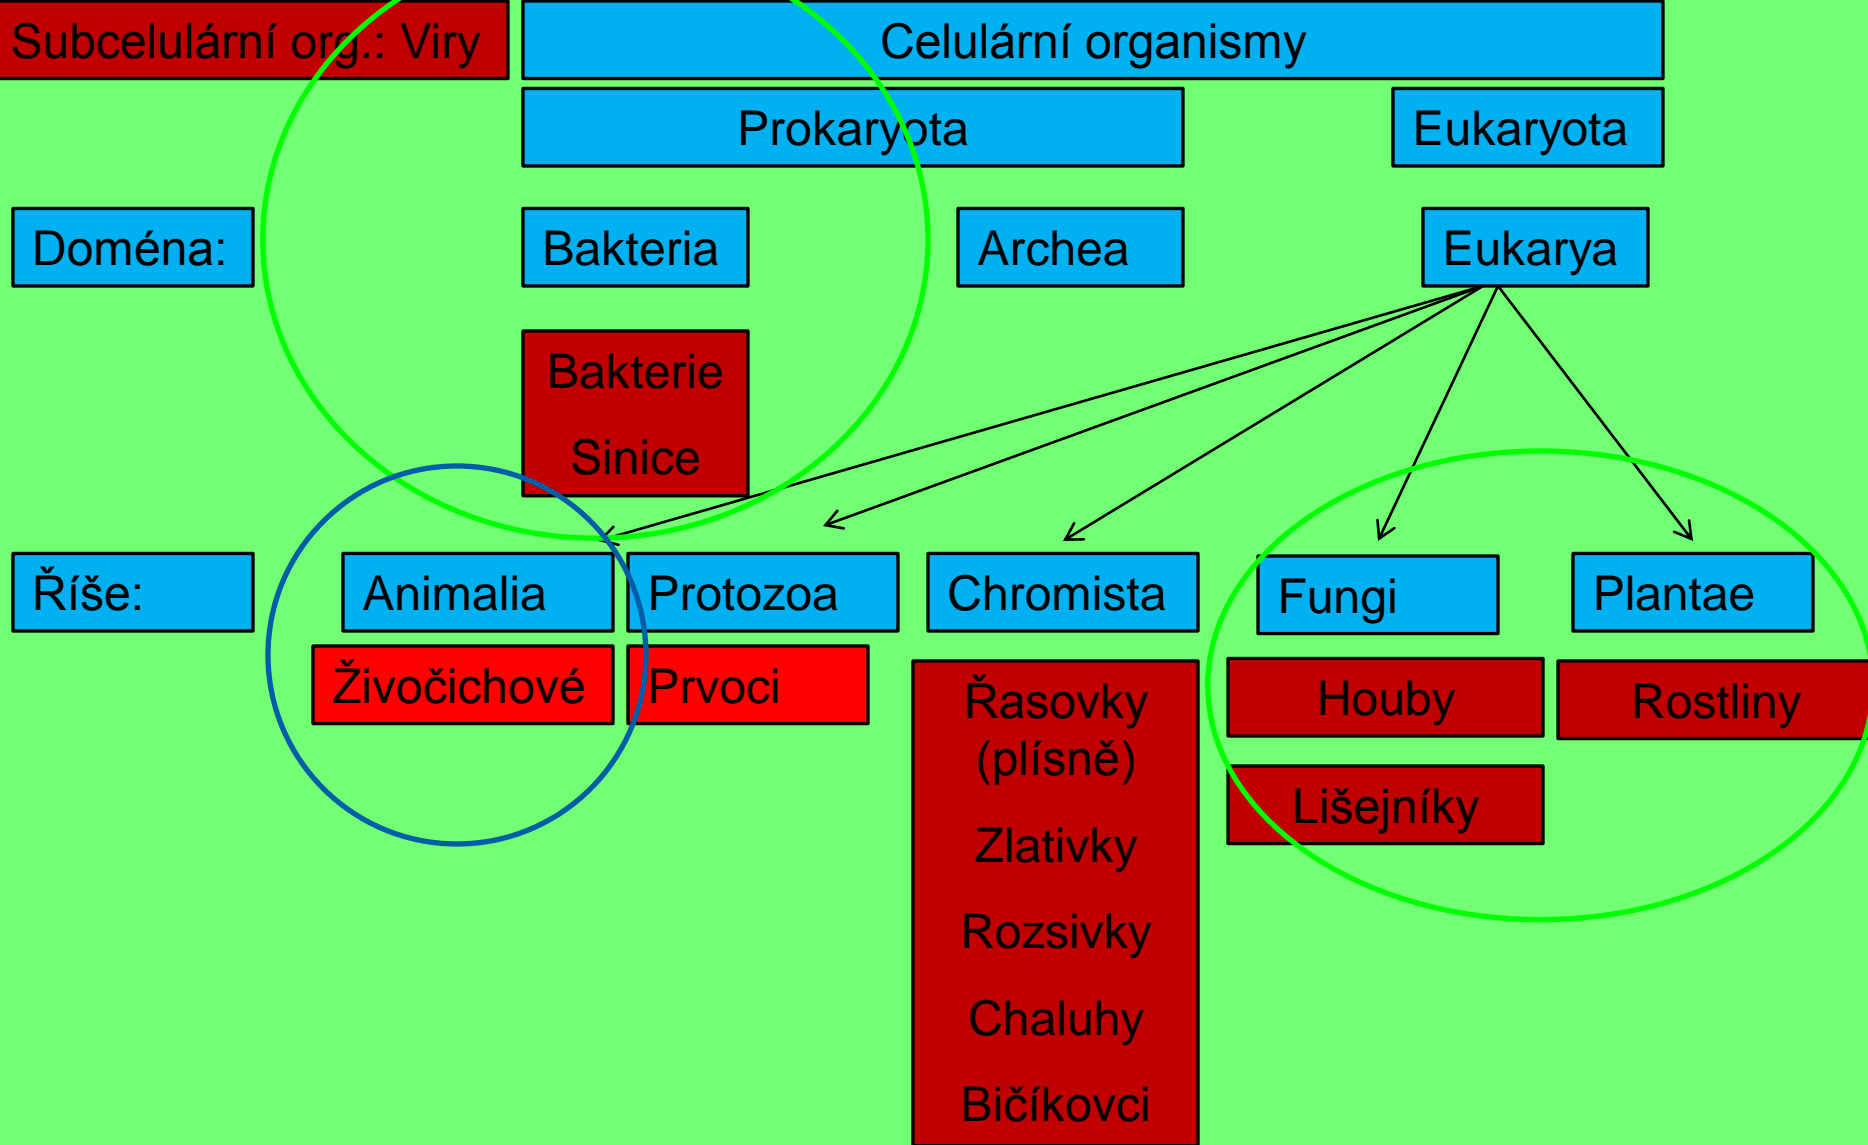 Subcelulární org.: Viry
Celulární organismy
Prokaryota
Eukaryota
Doména:
Bakteria
Archea
Eukarya
Bakterie
Sinice
Říše:
Animalia
Protozoa
Chromista
Fungi
Plantae
Živočichové
Prvoci
Řasovky
(plísně)
Zlativky
Rozsivky
Chaluhy
Bičíkovci
Houby
Rostliny
Lišejníky